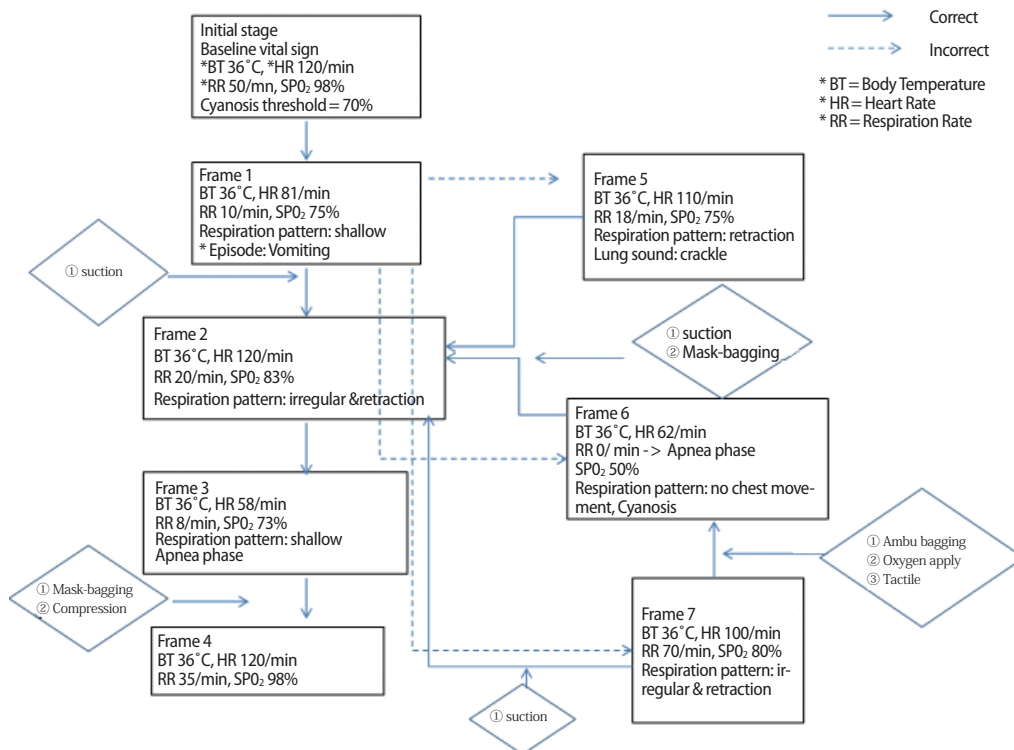 Initial stage
Baseline vital sign
*BT 36˚C, *HR 120/min
*RR 50/mn, SP0₂ 98%
Cyanosis threshold = 70%
Correct
Incorrect
* BT = Body Temperature
* HR = Heart Rate
* RR = Respiration Rate
Frame 1
BT 36˚C, HR 81/min
RR 10/min, SP0₂ 75%
Respiration pattern: shallow
* Episode: Vomiting
Frame 5
BT 36˚C, HR 110/min
RR 18/min, SP0₂ 75%
Respiration pattern: retraction
Lung sound: crackle
① suction
Frame 2
BT 36˚C, HR 120/min
RR 20/min, SP0₂ 83%
Respiration pattern: irregular &retraction
① suction
② Mask-bagging
Frame 6
BT 36˚C, HR 62/min
RR 0/ min - > Apnea phase
SP0₂ 50%
Respiration pattern: no chest move-
ment, Cyanosis
Frame 3
BT 36˚C, HR 58/min
RR 8/min, SP0₂ 73%
Respiration pattern: shallow
Apnea phase
① Ambu bagging
② Oxygen apply
③ Tactile
① Mask-bagging
② Compression
Frame 4
BT 36˚C, HR 120/min
RR 35/min, SP0₂ 98%
Frame 7
BT 36˚C, HR 100/min
RR 70/min, SP0₂ 80%
Respiration pattern: ir-
regular & retraction
① suction